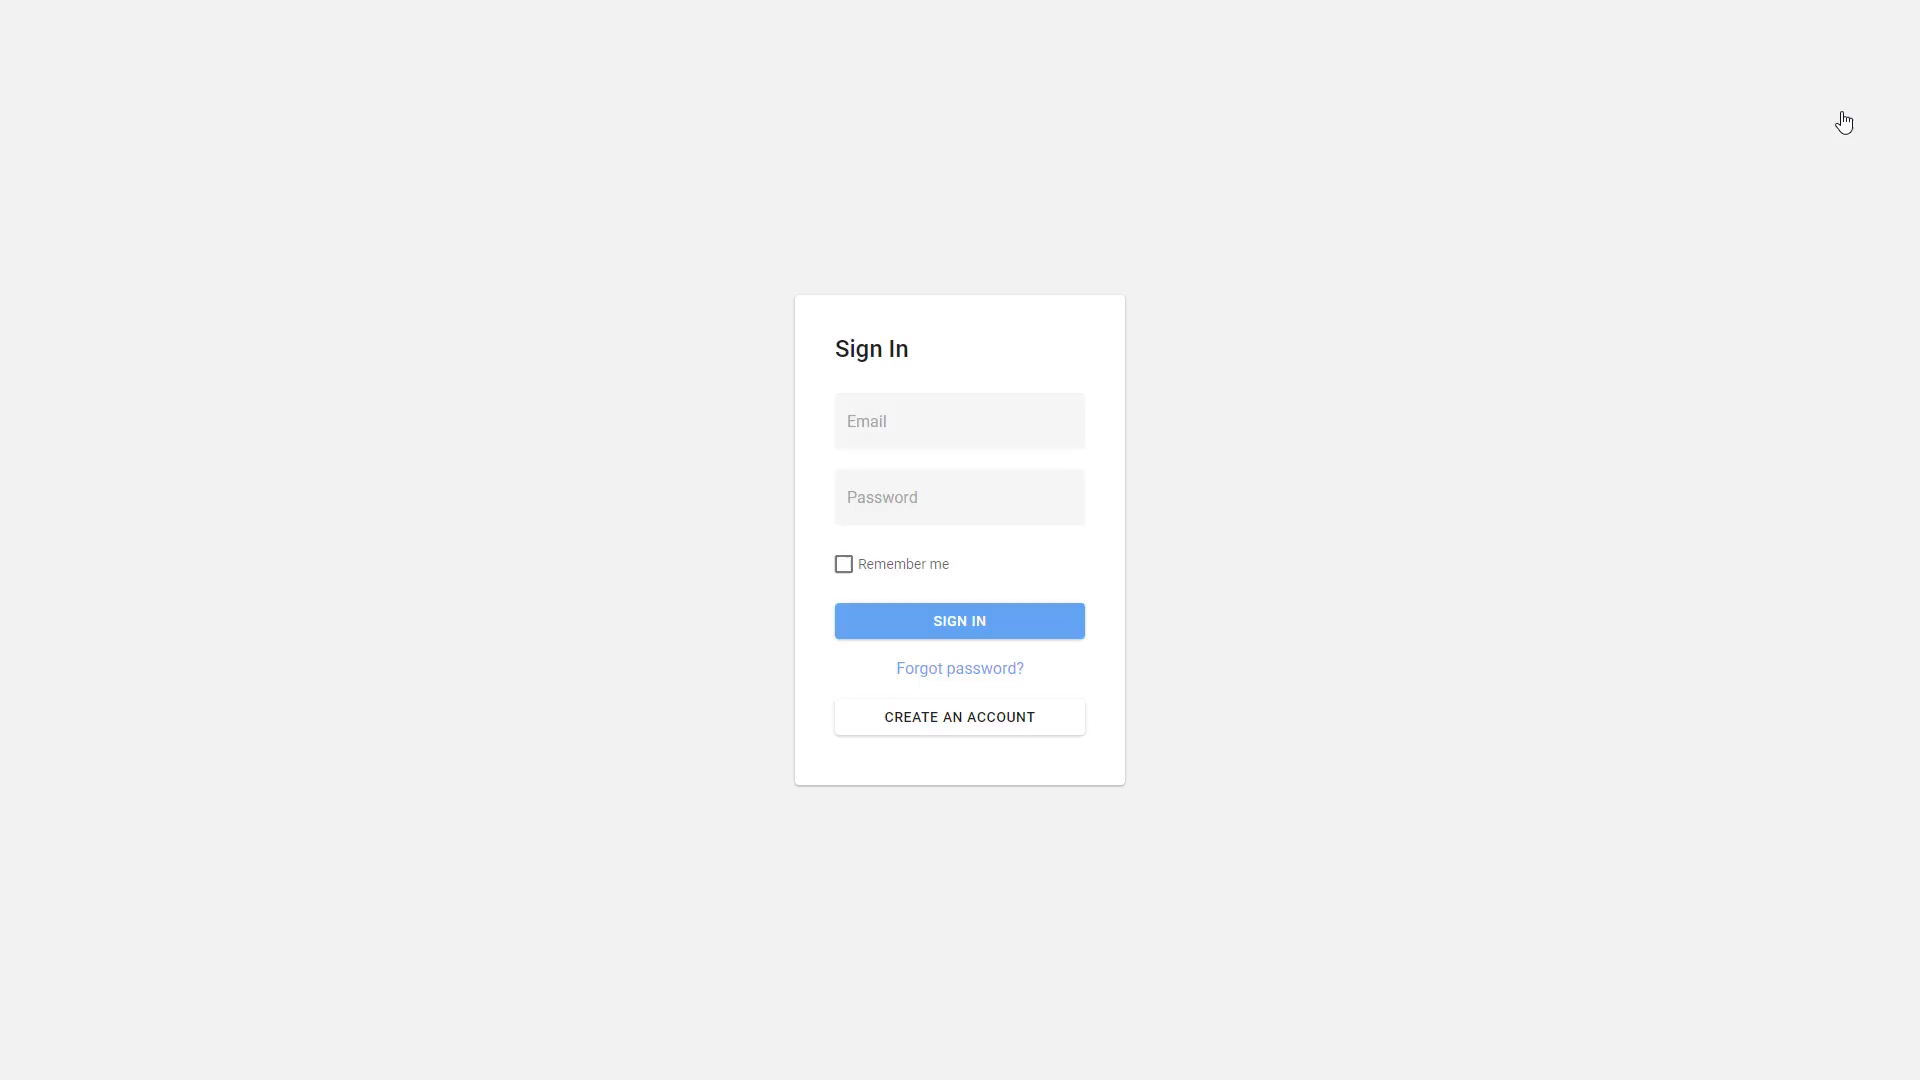 Sign In
Email
Password
Remember me
SIGN IN
Forgot password?
CREATE AN ACCOUNT